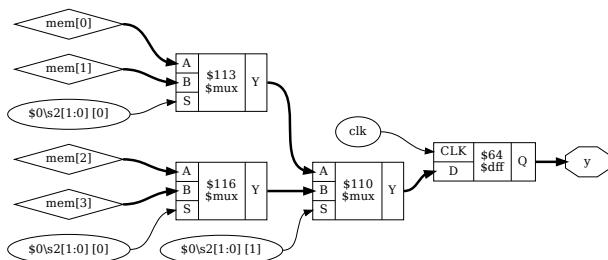 mem[0]
mem[1]
$0\s2[1:0] [0]
A
B
S
$113
$mux
Y
mem[2]
mem[3]
$0\s2[1:0] [0]
A
B
S
$116
$mux
Y
$0\s2[1:0] [1]
A
B
S
$110
$mux
Y
clk
CLK
D
$64
$dff
Q
y